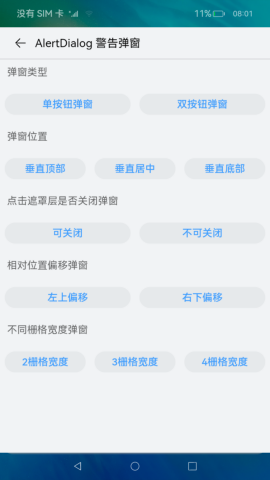 没有 SIM 卡 11% 08:01
AlertDialog 警告弹窗
弹窗类型
单按钮弹窗 双按钮弹窗
弹窗位置
垂直顶部 垂直居中 垂直底部
点击遮罩层是否关闭弹窗
可关闭 不可关闭
相对位置偏移弹窗
左上偏移 右下偏移
不同栅格宽度弹窗
2栅格宽度 3栅格宽度 4栅格宽度